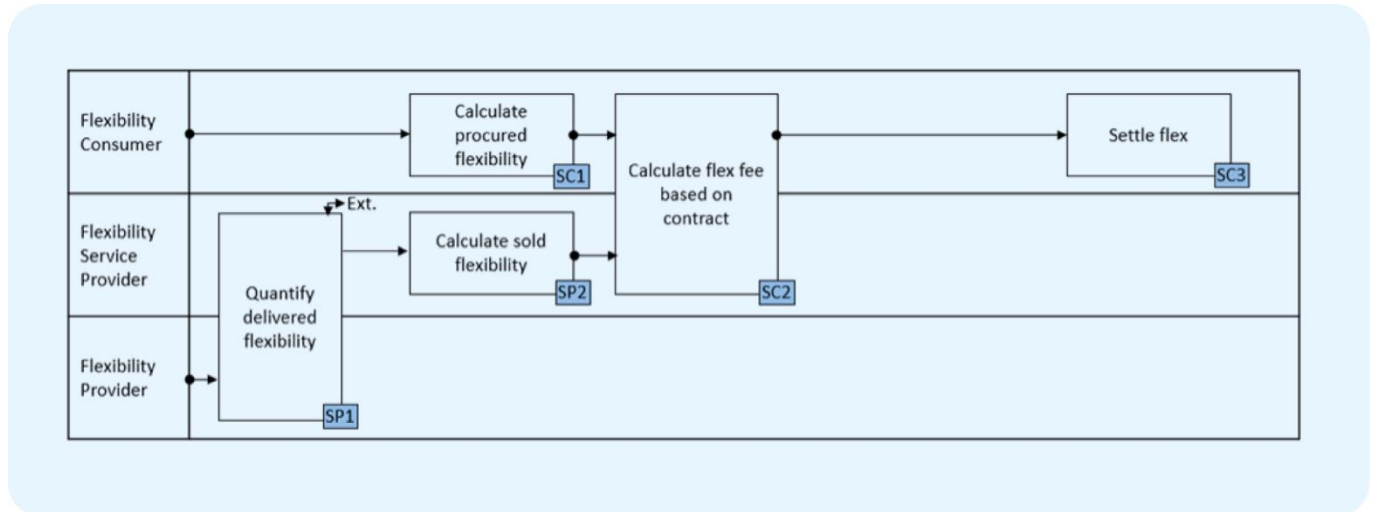 Flexibility
Consumer
Calculate
procured
flexibility
SC1
Calculate flex fee
based on
contract
SC2
Settle flex
SC3
Flexibility
Service
Provider
Ext.
Quantify
delivered
flexibility
SP1
Calculate sold
flexibility
SP2
Flexibility
Provider